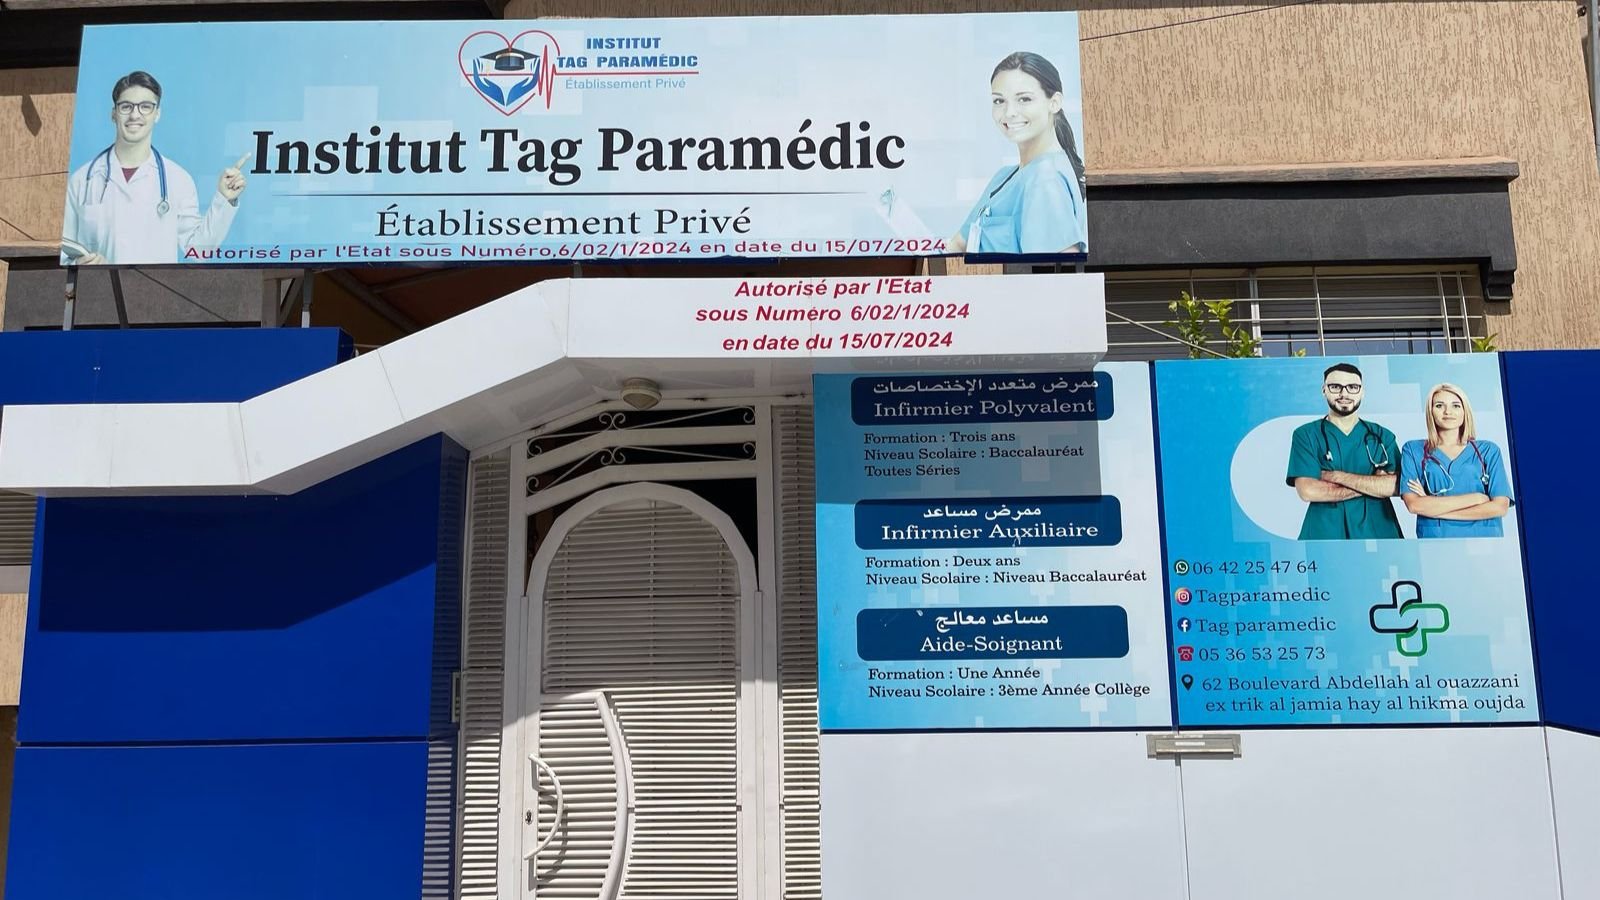 INSTITUT
TAG PARAMÉDIC
Établissement Privé
Institut Tag Paramédic
Établissement Privé
Autorisé par l'Etat sous Numéro,6/02/1/2024 en date du 15/07/2024
Autorisé par l'Etat
sous Numéro 6/02/1/2024
en date du 15/07/2024
ممرض متعدد الإختصاصات
Infirmier Polyvalent
Formation : Trois ans
Niveau Scolaire : Baccalauréat
Toutes Séries
ممرض مساعد
Infirmier Auxiliaire
Formation : Deux ans
Niveau Scolaire : Niveau Baccalauréat
مساعد معالج
Aide-Soignant
Formation : Une Année
Niveau Scolaire : 3ème Année Collège
06 42 25 47 64
Tagparamedic
Tag paramedic
05 36 53 25 73
62 Boulevard Abdellah al ouazzani
ex trik al jamia hay al hikma oujda